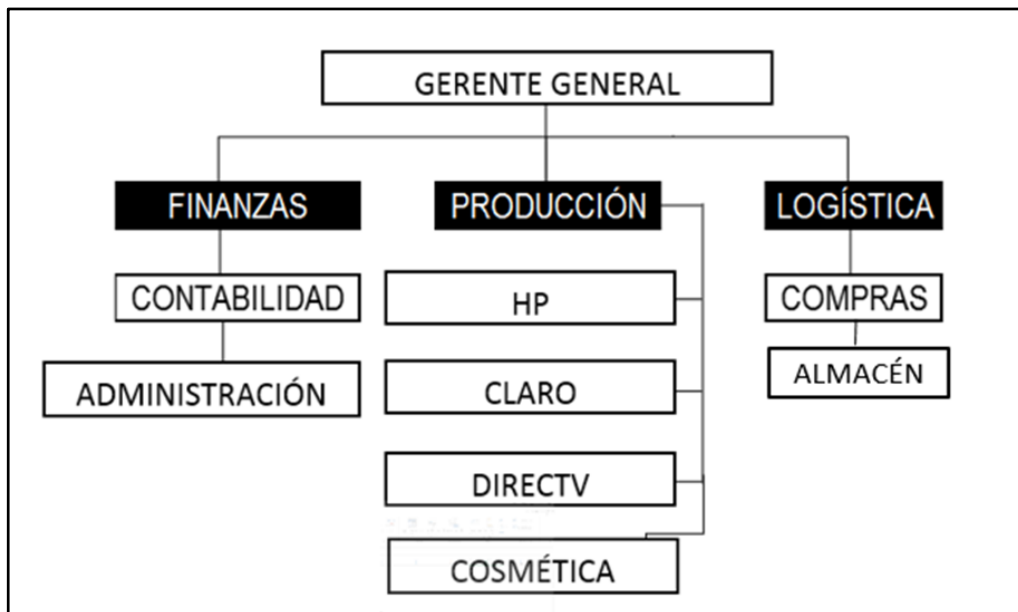 GERENTE GENERAL
FINANZAS
PRODUCCIÓN
LOGÍSTICA
CONTABILIDAD
HP
COMPRAS
ADMINISTRACIÓN
CLARO
ALMACÉN
DIRECTV
COSMÉTICA